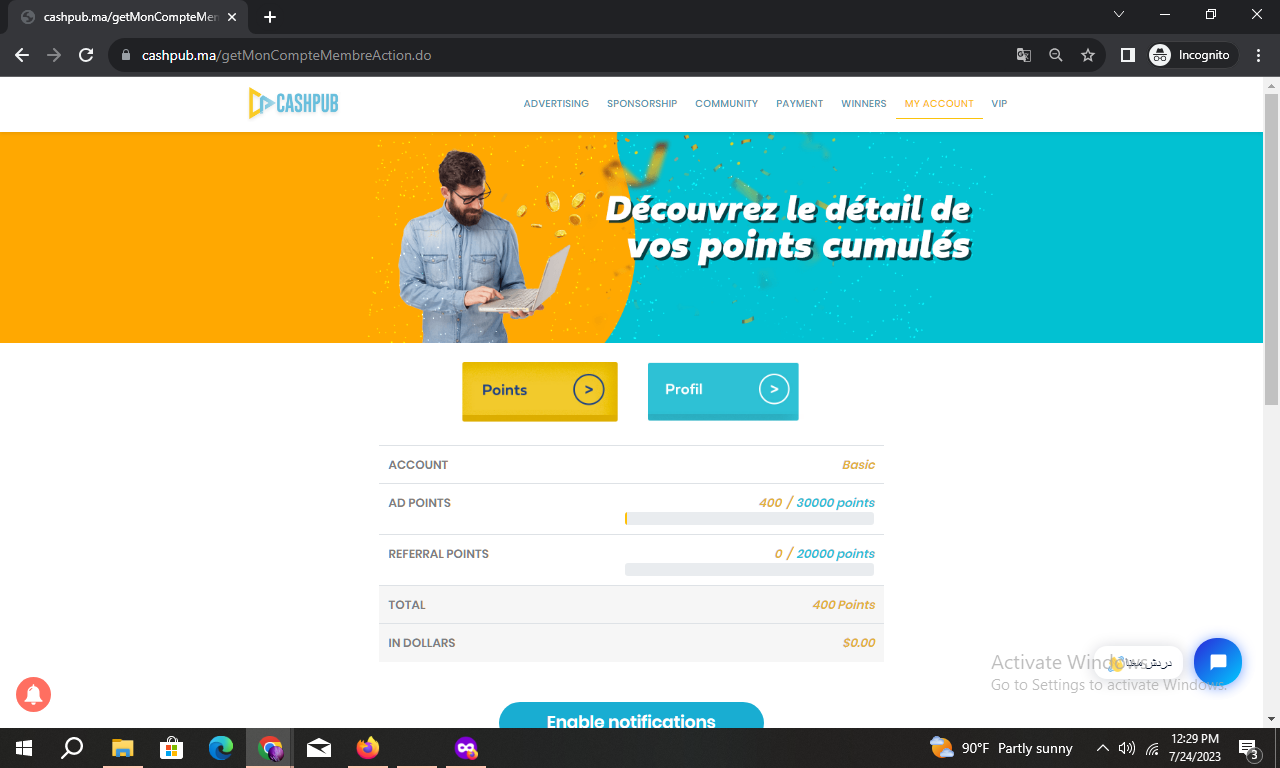 cashpub.ma/getMonCompteMem
cashpub.ma/getMonCompteMembreAction.do
Incognito
CASHPUB
ADVERTISING SPONSORSHIP COMMUNITY PAYMENT WINNERS MY ACCOUNT VIP
Découvrez le détail de
vos points cumulés
Points >
Profil >
ACCOUNT Basic
AD POINTS 400 / 30000 points
REFERRAL POINTS 0 / 20000 points
TOTAL 400 Points
IN DOLLARS $0.00
دردش معنا
Activate Windows
Go to Settings to activate Windows.
Enable notifications
90°F Partly sunny
12:29 PM
7/24/2023
3